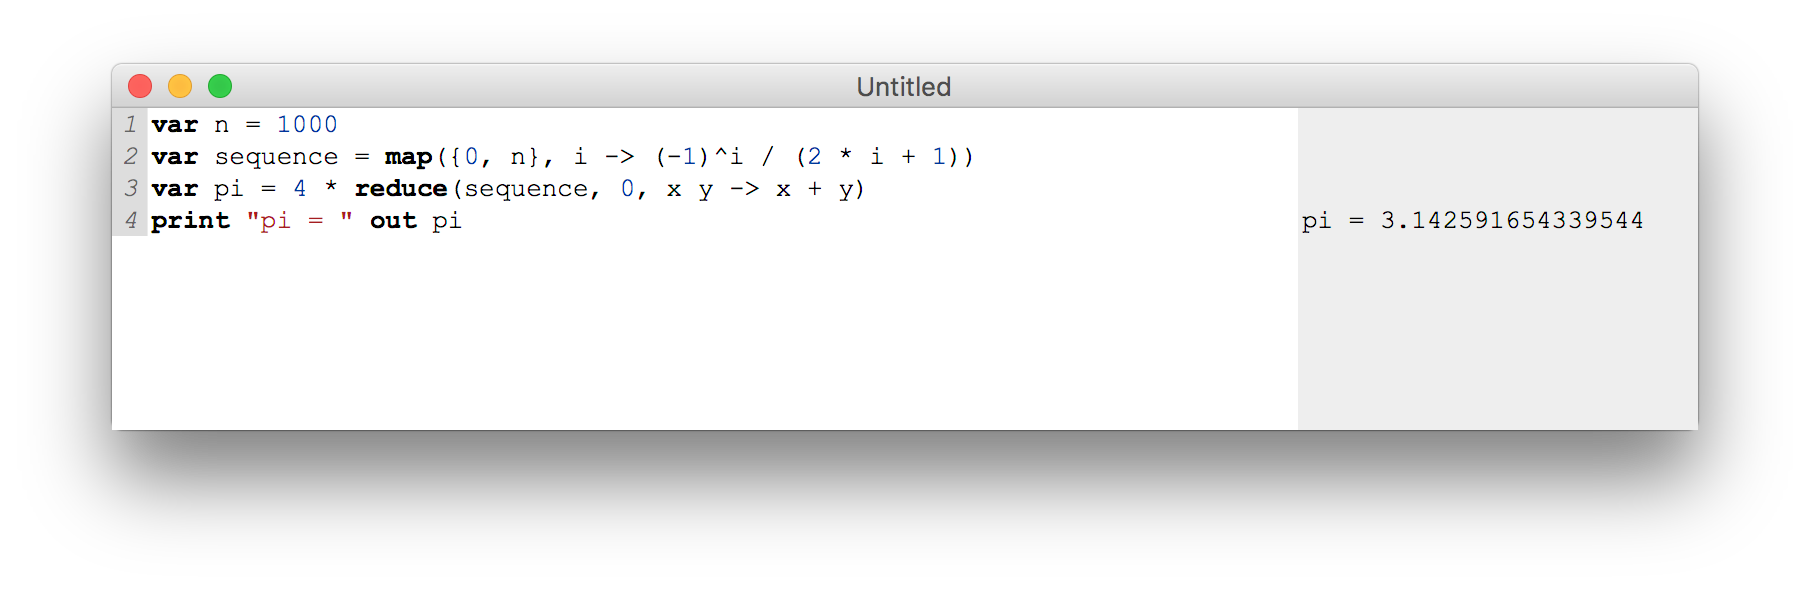 Untitled
1 var n = 1000
2 var sequence = map({0, n}, i -> (-1)^i / (2 * i + 1))
3 var pi = 4 * reduce(sequence, 0, x y -> x + y)
4 print "pi = " out pi
pi = 3.142591654339544